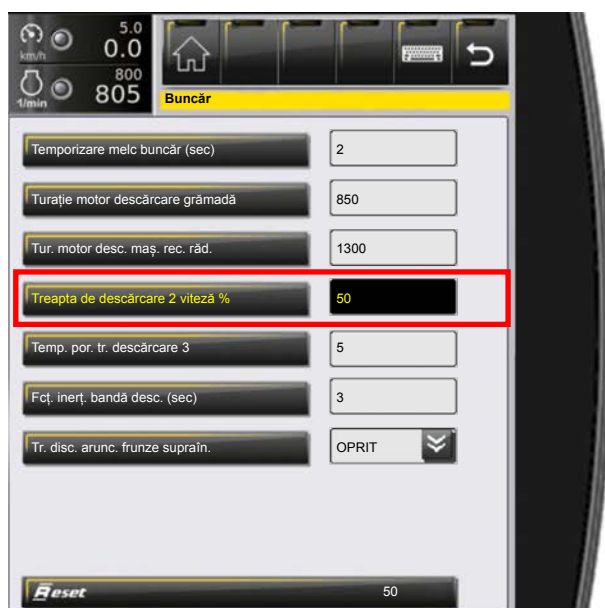 5.0
km/h 0.0
800
1/min 805
Buncăr
Temporizare melc buncăr (sec) 2
Turație motor descărcare grămadă 850
Tur. motor desc. maș. rec. răd. 1300
Treapta de descărcare 2 viteză % 50
Temp. por. tr. descărcare 3 5
Fcț. inerț. bandă desc. (sec) 3
Tr. disc. arunc. frunze supraîn. OPRIT
Reset 50